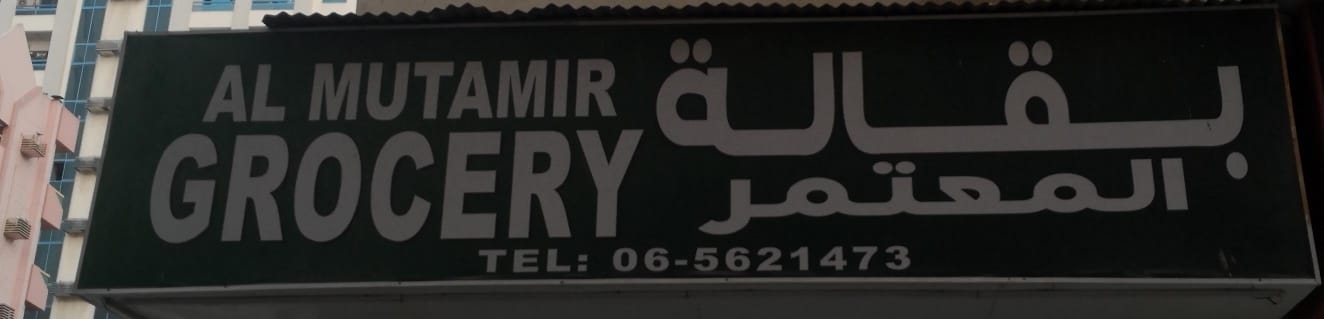 AL MUTAMIR
GROCERY
بقالة
المعتمر
TEL: 06-5621473